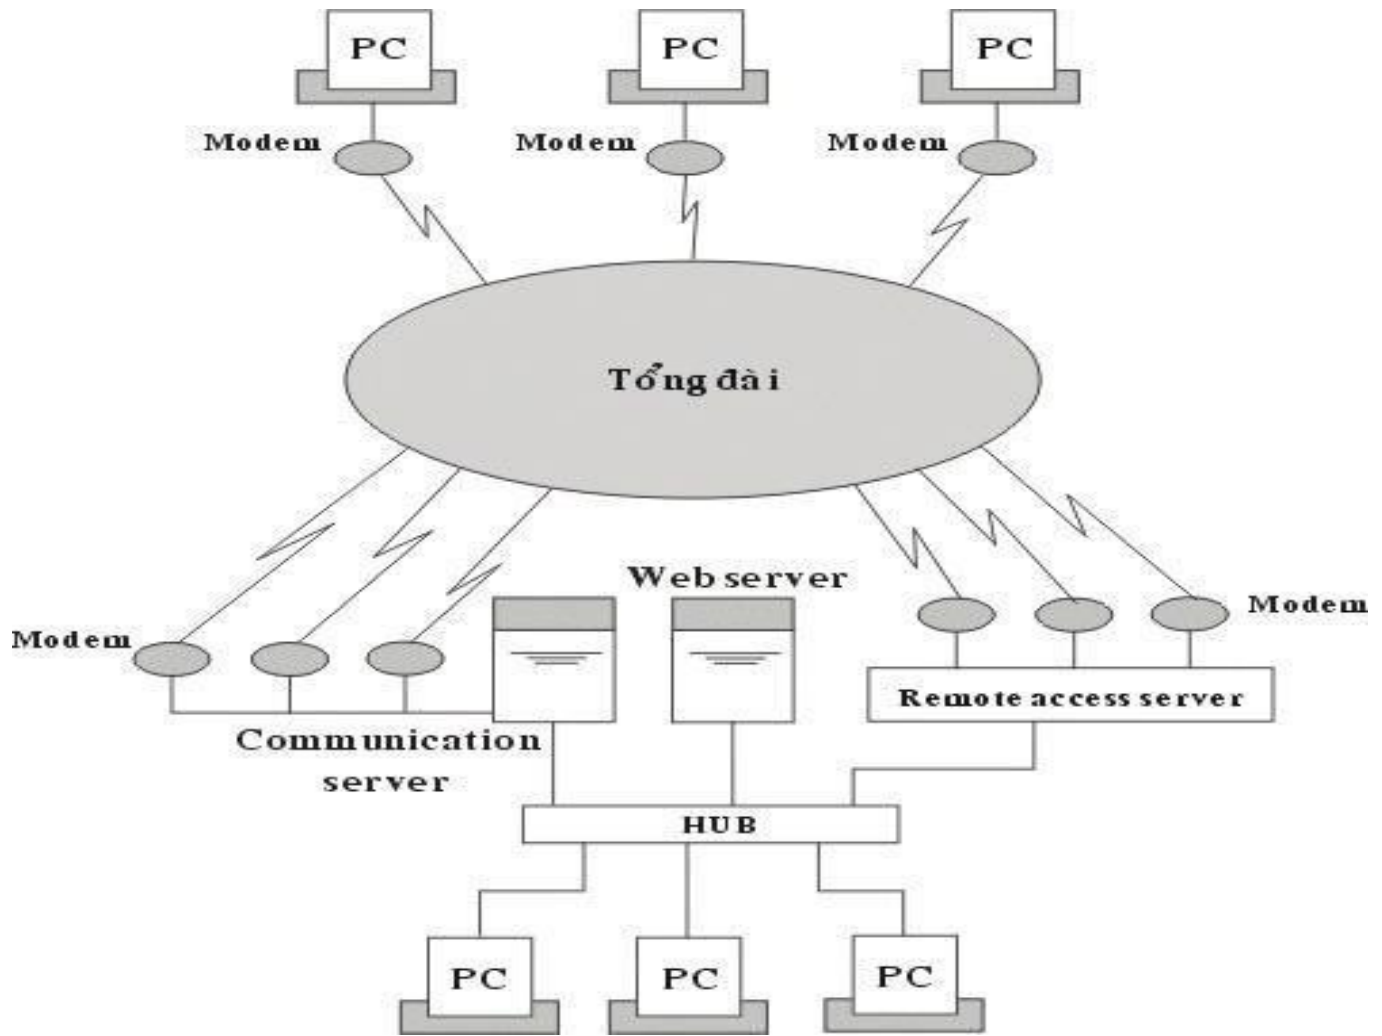 PC
PC
PC
Modem
Modem
Modem
Tổng đài
Web server
Modem
Modem
Remote access server
Communication
server
HUB
PC
PC
PC